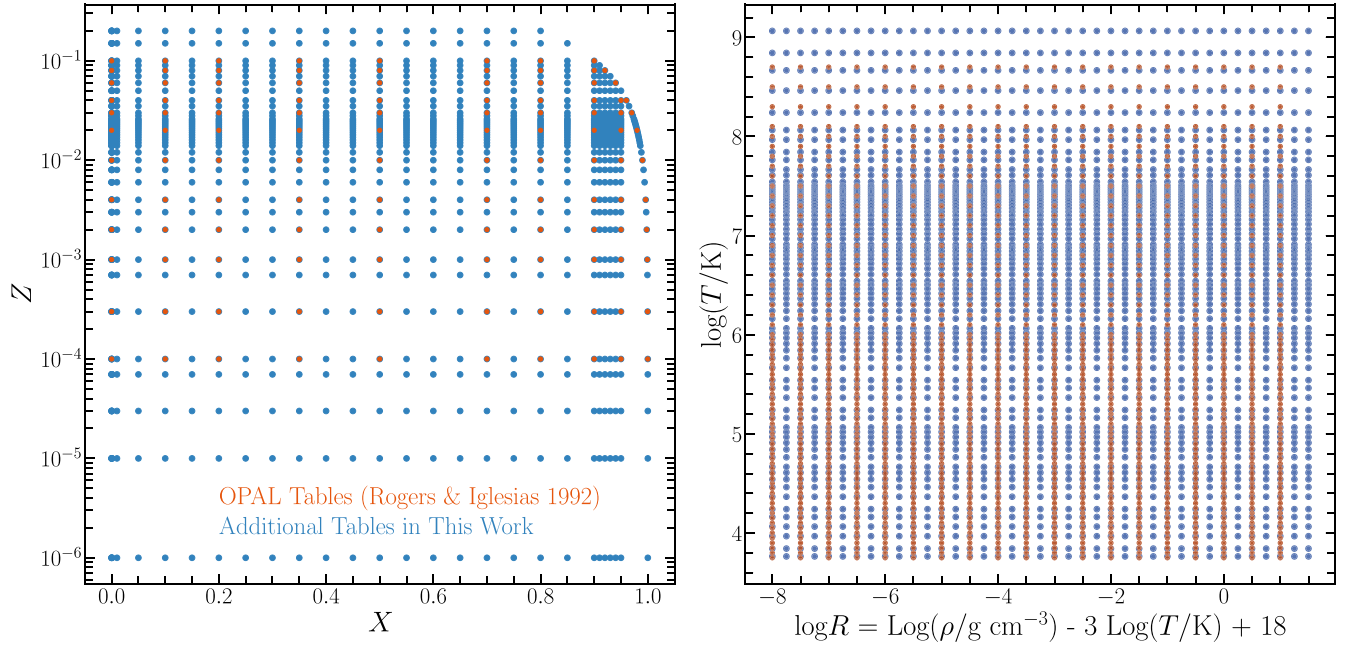 10⁻¹
10⁻²
10⁻³
10⁻⁴
10⁻⁵
10⁻⁶
Z
OPAL Tables (Rogers & Iglesias 1992)
Additional Tables in This Work
0.0 0.2 0.4 0.6 0.8 1.0
X
9
8
7
6
5
4
log(T/K)
−8 −6 −4 −2 0
logR = Log(ρ/g cm⁻³) - 3 Log(T/K) + 18